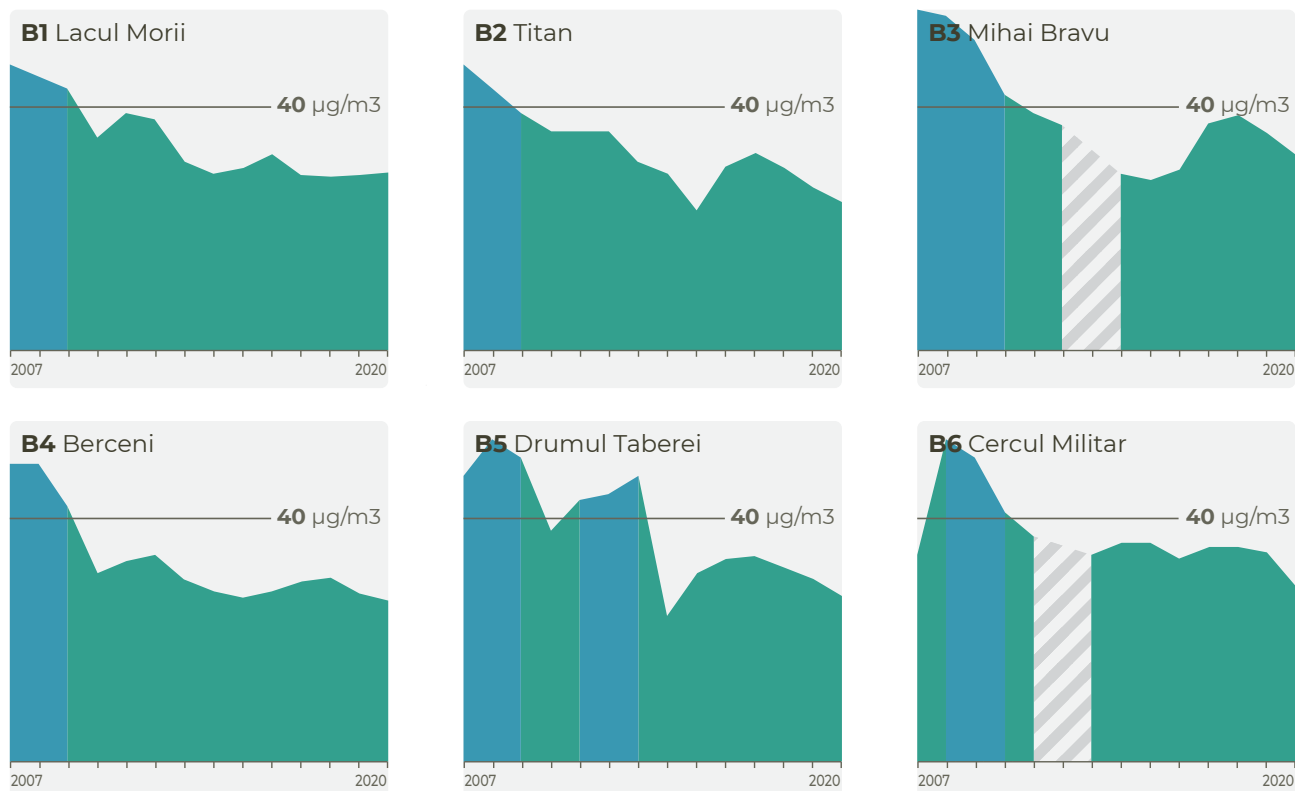 B1 Lacul Morii
40 µg/m3
2007 2020
B2 Titan
40 µg/m3
2007 2020
B3 Mihai Bravu
40 µg/m3
2007 2020
B4 Berceni
40 µg/m3
2007 2020
B5 Drumul Taberei
40 µg/m3
2007 2020
B6 Cercul Militar
40 µg/m3
2007 2020